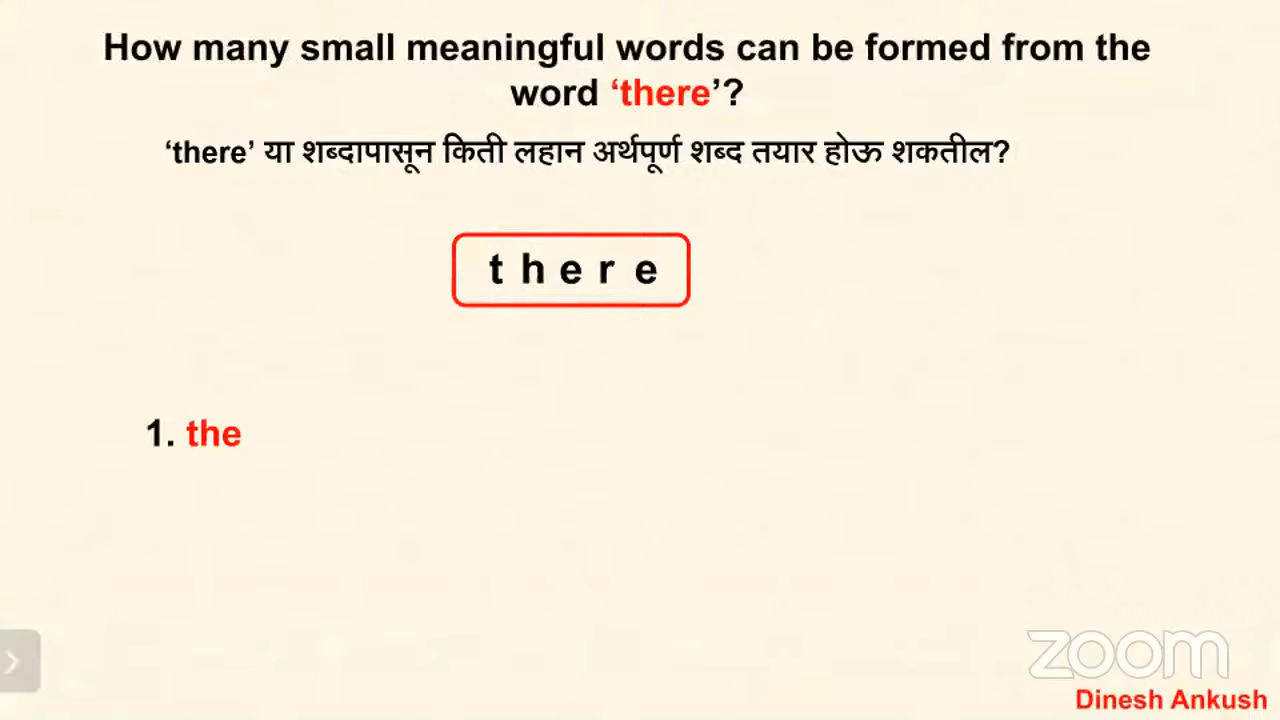 How many small meaningful words can be formed from the
word ‘there’?
‘there’ या शब्दापासून किती लहान अर्थपूर्ण शब्द तयार होऊ शकतील?
t h e r e
1. the
zoom
Dinesh Ankush